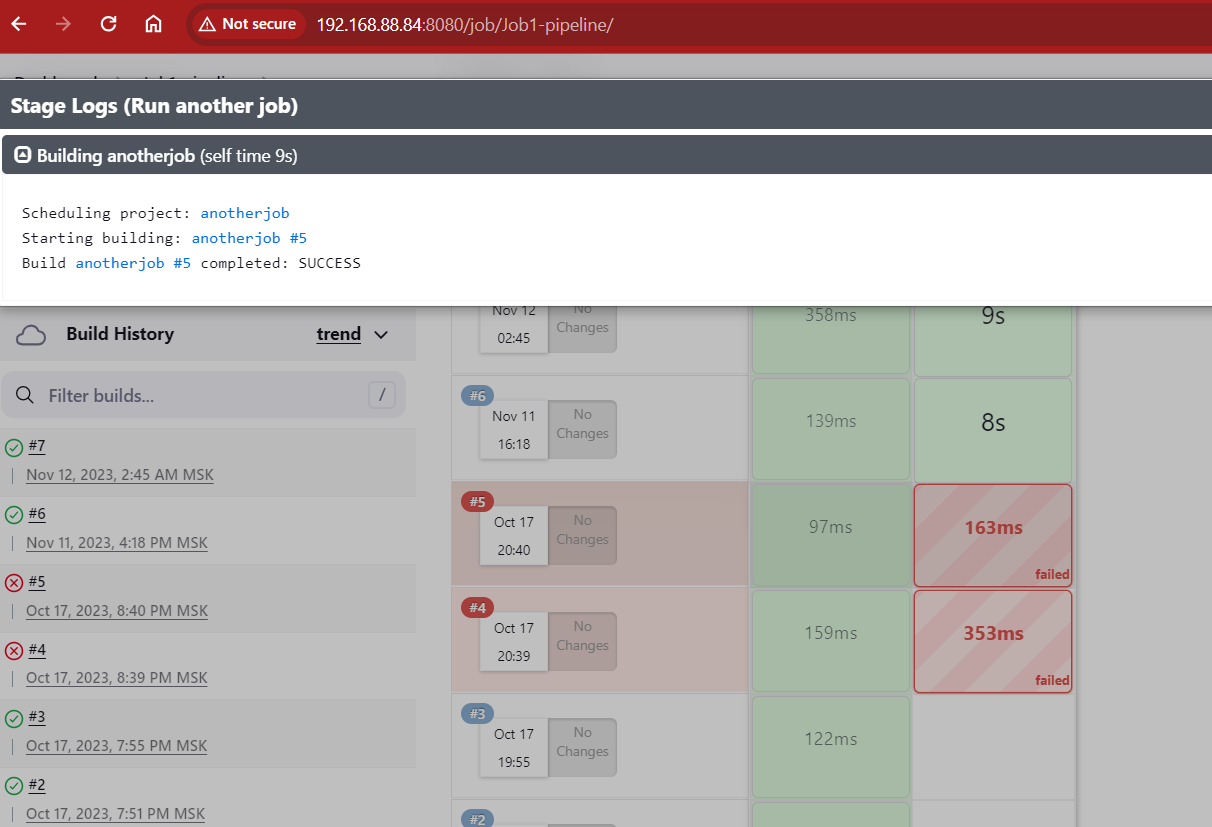 Not secure 192.168.88.84:8080/job/Job1-pipeline/
Stage Logs (Run another job)
Building anotherjob (self time 9s)
Scheduling project: anotherjob
Starting building: anotherjob #5
Build anotherjob #5 completed: SUCCESS
Build History trend
Filter builds... /
#7
Nov 12, 2023, 2:45 AM MSK
#6
Nov 11, 2023, 4:18 PM MSK
#5
Oct 17, 2023, 8:40 PM MSK
#4
Oct 17, 2023, 8:39 PM MSK
#3
Oct 17, 2023, 7:55 PM MSK
#2
Oct 17, 2023, 7:51 PM MSK
Nov 12
02:45
No
Changes
358ms
9s
#6
Nov 11
16:18
No
Changes
139ms
8s
#5
Oct 17
20:40
No
Changes
97ms
163ms
failed
#4
Oct 17
20:39
No
Changes
159ms
353ms
failed
#3
Oct 17
19:55
No
Changes
122ms
#2